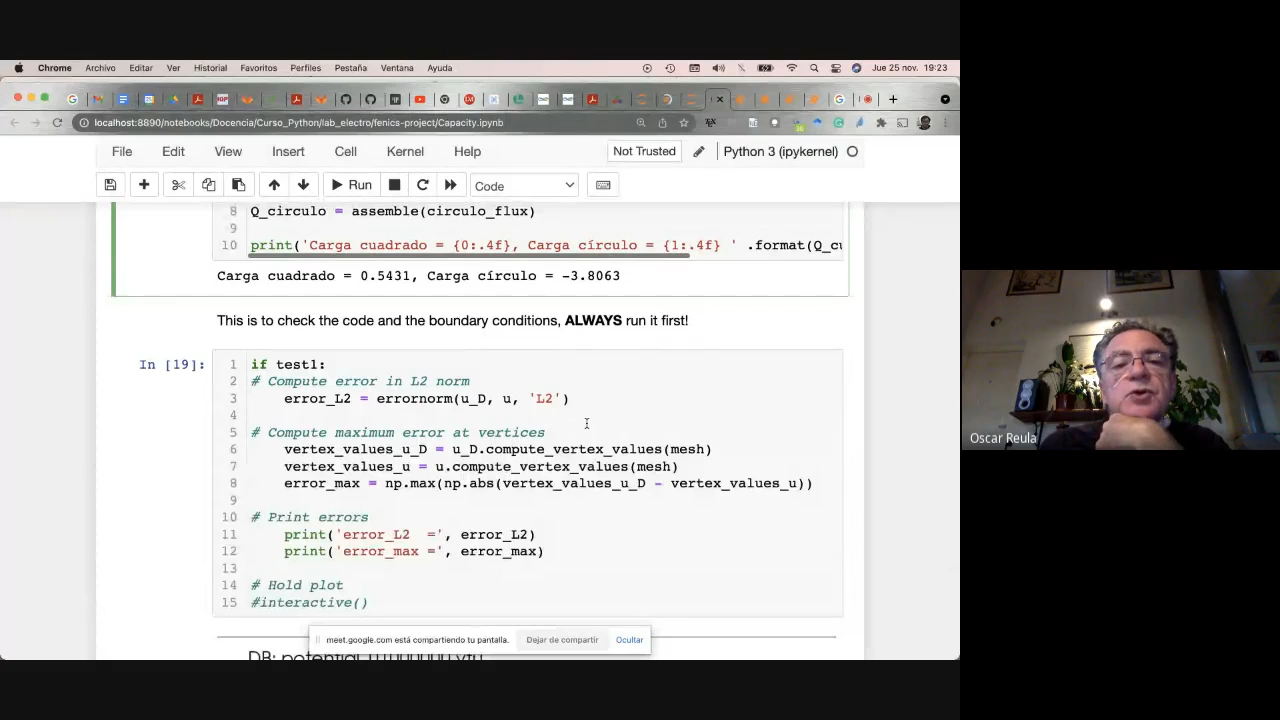 Chrome Archivo Editar Ver Historial Favoritos Perfiles Pestaña Ventana Ayuda Jue 25 nov. 19:23
localhost:8890/notebooks/Docencia/Curso_Python/lab_electro/fenics-project/Capacity.ipynb
File Edit View Insert Cell Kernel Help Not Trusted Python 3 (ipykernel)
Run Code
8 Q_circulo = assemble(circulo_flux)
9
10 print('Carga cuadrado = {0:.4f}, Carga círculo = {1:.4f} ' .format(Q_cu
Carga cuadrado = 0.5431, Carga círculo = -3.8063
This is to check the code and the boundary conditions, ALWAYS run it first!
In [19]: 1 if test1:
2 # Compute error in L2 norm
3 error_L2 = errornorm(u_D, u, 'L2')
4
5 # Compute maximum error at vertices
6 vertex_values_u_D = u_D.compute_vertex_values(mesh)
7 vertex_values_u = u.compute_vertex_values(mesh)
8 error_max = np.max(np.abs(vertex_values_u_D - vertex_values_u))
9
10 # Print errors
11 print('error_L2 =', error_L2)
12 print('error_max =', error_max)
13
14 # Hold plot
15 #interactive()
meet.google.com está compartiendo tu pantalla. Dejar de compartir Ocultar
DB: potential
Oscar Reula